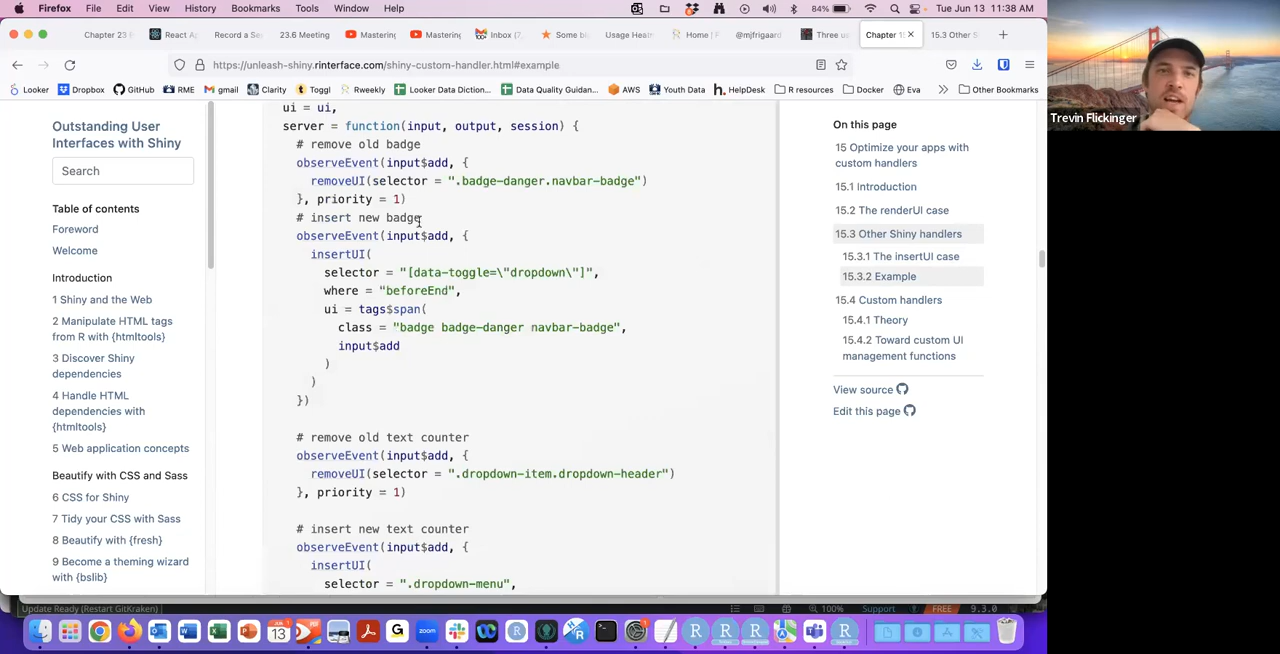 Firefox File Edit View History Bookmarks Tools Window Help 84% Tue Jun 13 11:38 AM
Chapter 23 React Ap Record a Se 23.6 Meeting Mastering Mastering Inbox (7, Some big Usage Heat Home | @mjfrigaard Three us Chapter 15 15.3 Other S
https://unleash-shiny.rinterface.com/shiny-custom-handler.html#example
Looker Dropbox GitHub RME gmail Clarity Toggl Rweekly Looker Data Diction... Data Quality Guidan... AWS Youth Data HelpDesk R resources Docker Eva Other Bookmarks
Trevin Flickinger
Outstanding User
Interfaces with Shiny
Search
Table of contents
Foreword
Welcome
Introduction
1 Shiny and the Web
2 Manipulate HTML tags
from R with {htmltools}
3 Discover Shiny
dependencies
4 Handle HTML
dependencies with
{htmltools}
5 Web application concepts
Beautify with CSS and Sass
6 CSS for Shiny
7 Tidy your CSS with Sass
8 Beautify with {fresh}
9 Become a theming wizard
with {bslib}
ui = ui,
server = function(input, output, session) {
# remove old badge
observeEvent(input$add, {
removeUI(selector = ".badge-danger.navbar-badge")
}, priority = 1)
# insert new badge
observeEvent(input$add, {
insertUI(
selector = "[data-toggle=\"dropdown\"]",
where = "beforeEnd",
ui = tags$span(
class = "badge badge-danger navbar-badge",
input$add
)
)
})
# remove old text counter
observeEvent(input$add, {
removeUI(selector = ".dropdown-item.dropdown-header")
}, priority = 1)
# insert new text counter
observeEvent(input$add, {
insertUI(
selector = ".dropdown-menu",
On this page
15 Optimize your apps with
custom handlers
15.1 Introduction
15.2 The renderUI case
15.3 Other Shiny handlers
15.3.1 The insertUI case
15.3.2 Example
15.4 Custom handlers
15.4.1 Theory
15.4.2 Toward custom UI
management functions
View source
Edit this page
Update Ready (Restart GitKraken) 100% Support FREE 9.3.0